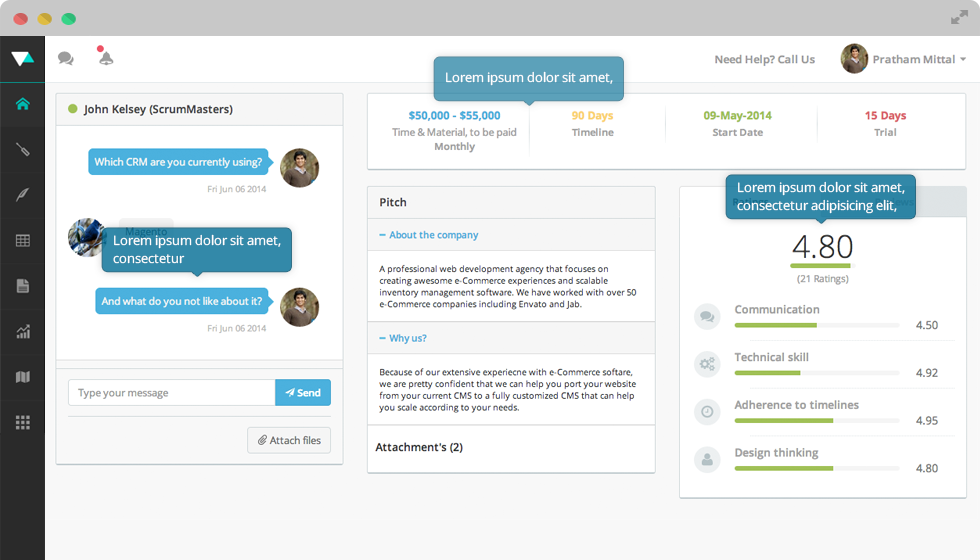 Need Help? Call Us
Pratham Mittal
Lorem ipsum dolor sit amet,
John Kelsey (ScrumMasters)
Which CRM are you currently using?
Fri Jun 06 2014
Magento
Lorem ipsum dolor sit amet,
consectetur
And what do you not like about it?
Fri Jun 06 2014
Type your message
Send
Attach files
$50,000 - $55,000
Time & Material, to be paid
Monthly
90 Days
Timeline
09-May-2014
Start Date
15 Days
Trial
Pitch
About the company
A professional web development agency that focuses on
creating awesome e-Commerce experiences and scalable
inventory management software. We have worked with over 50
e-Commerce companies including Envato and Jab.
Why us?
Because of our extensive experiecne with e-Commerce softare,
we are pretty confident that we can help you port your website
from your current CMS to a fully customized CMS that can help
you scale according to your needs.
Attachment's (2)
Lorem ipsum dolor sit amet,
consectetur adipisicing elit,
4.80
(21 Ratings)
Communication
4.50
Technical skill
4.92
Adherence to timelines
4.95
Design thinking
4.80